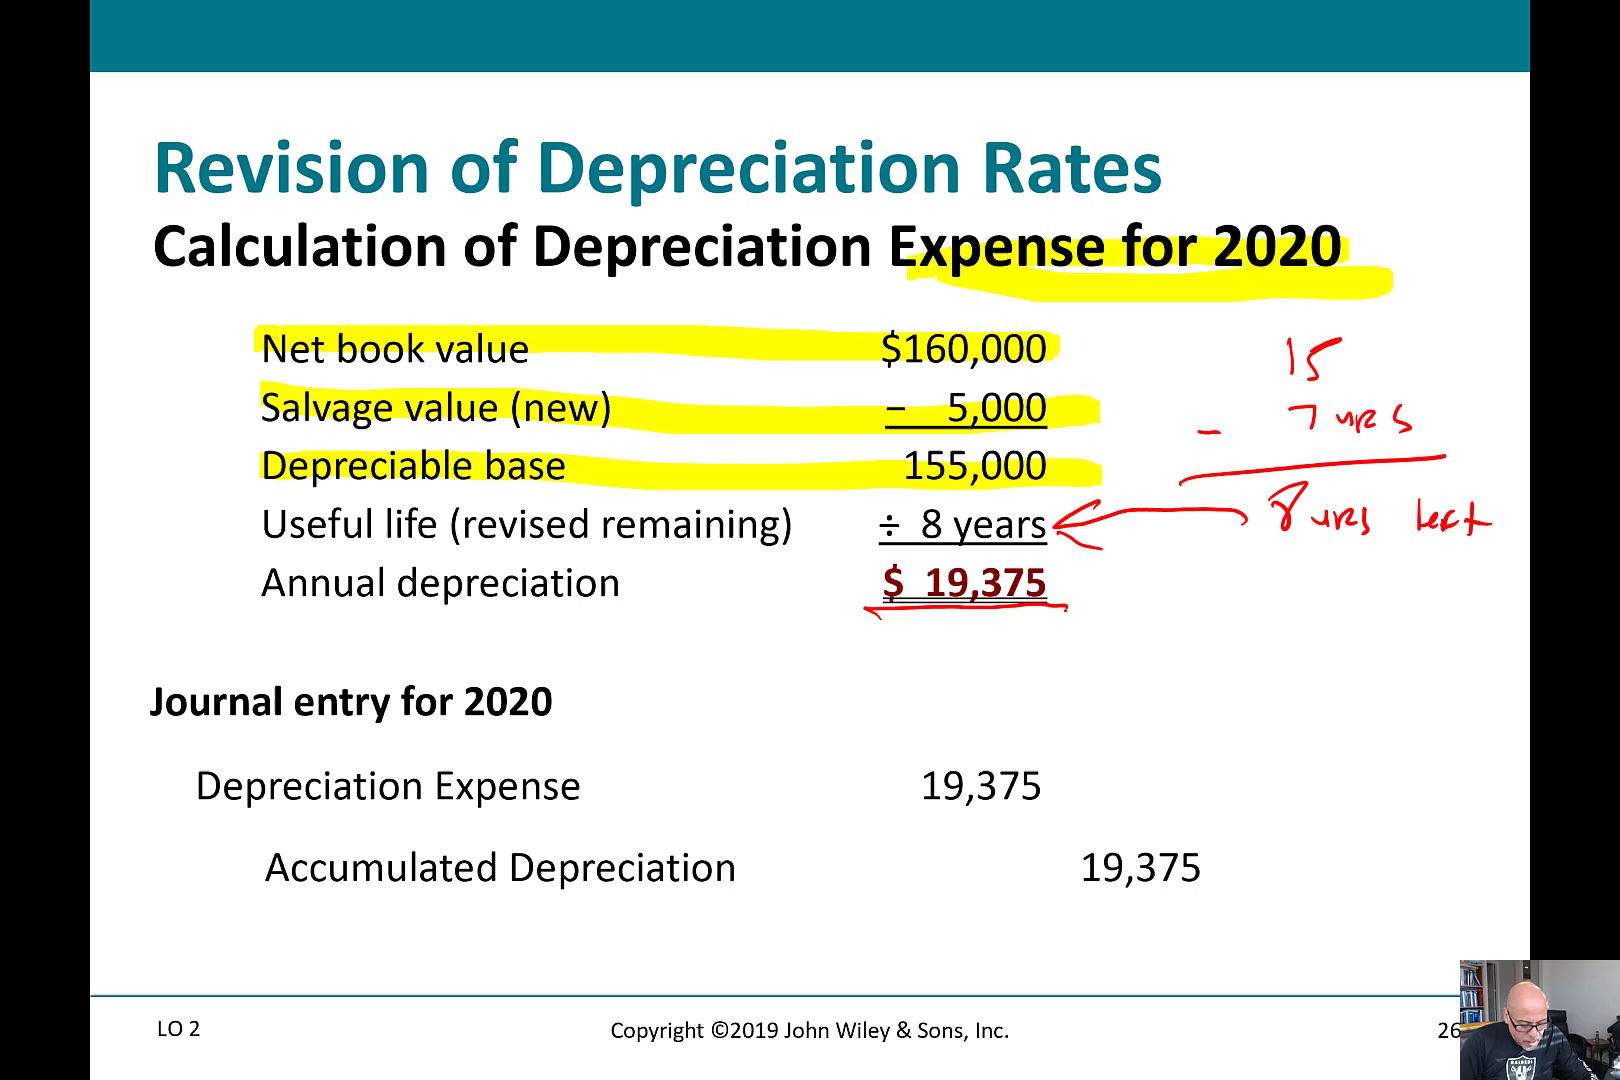 Revision of Depreciation Rates
Calculation of Depreciation Expense for 2020
Net book value $160,000
Salvage value (new) – 5,000
Depreciable base 155,000
Useful life (revised remaining) ÷ 8 years
Annual depreciation $ 19,375
15
– 7 yrs
8 yrs left
Journal entry for 2020
Depreciation Expense 19,375
Accumulated Depreciation 19,375
LO 2
Copyright ©2019 John Wiley & Sons, Inc.
26
RAIDERS